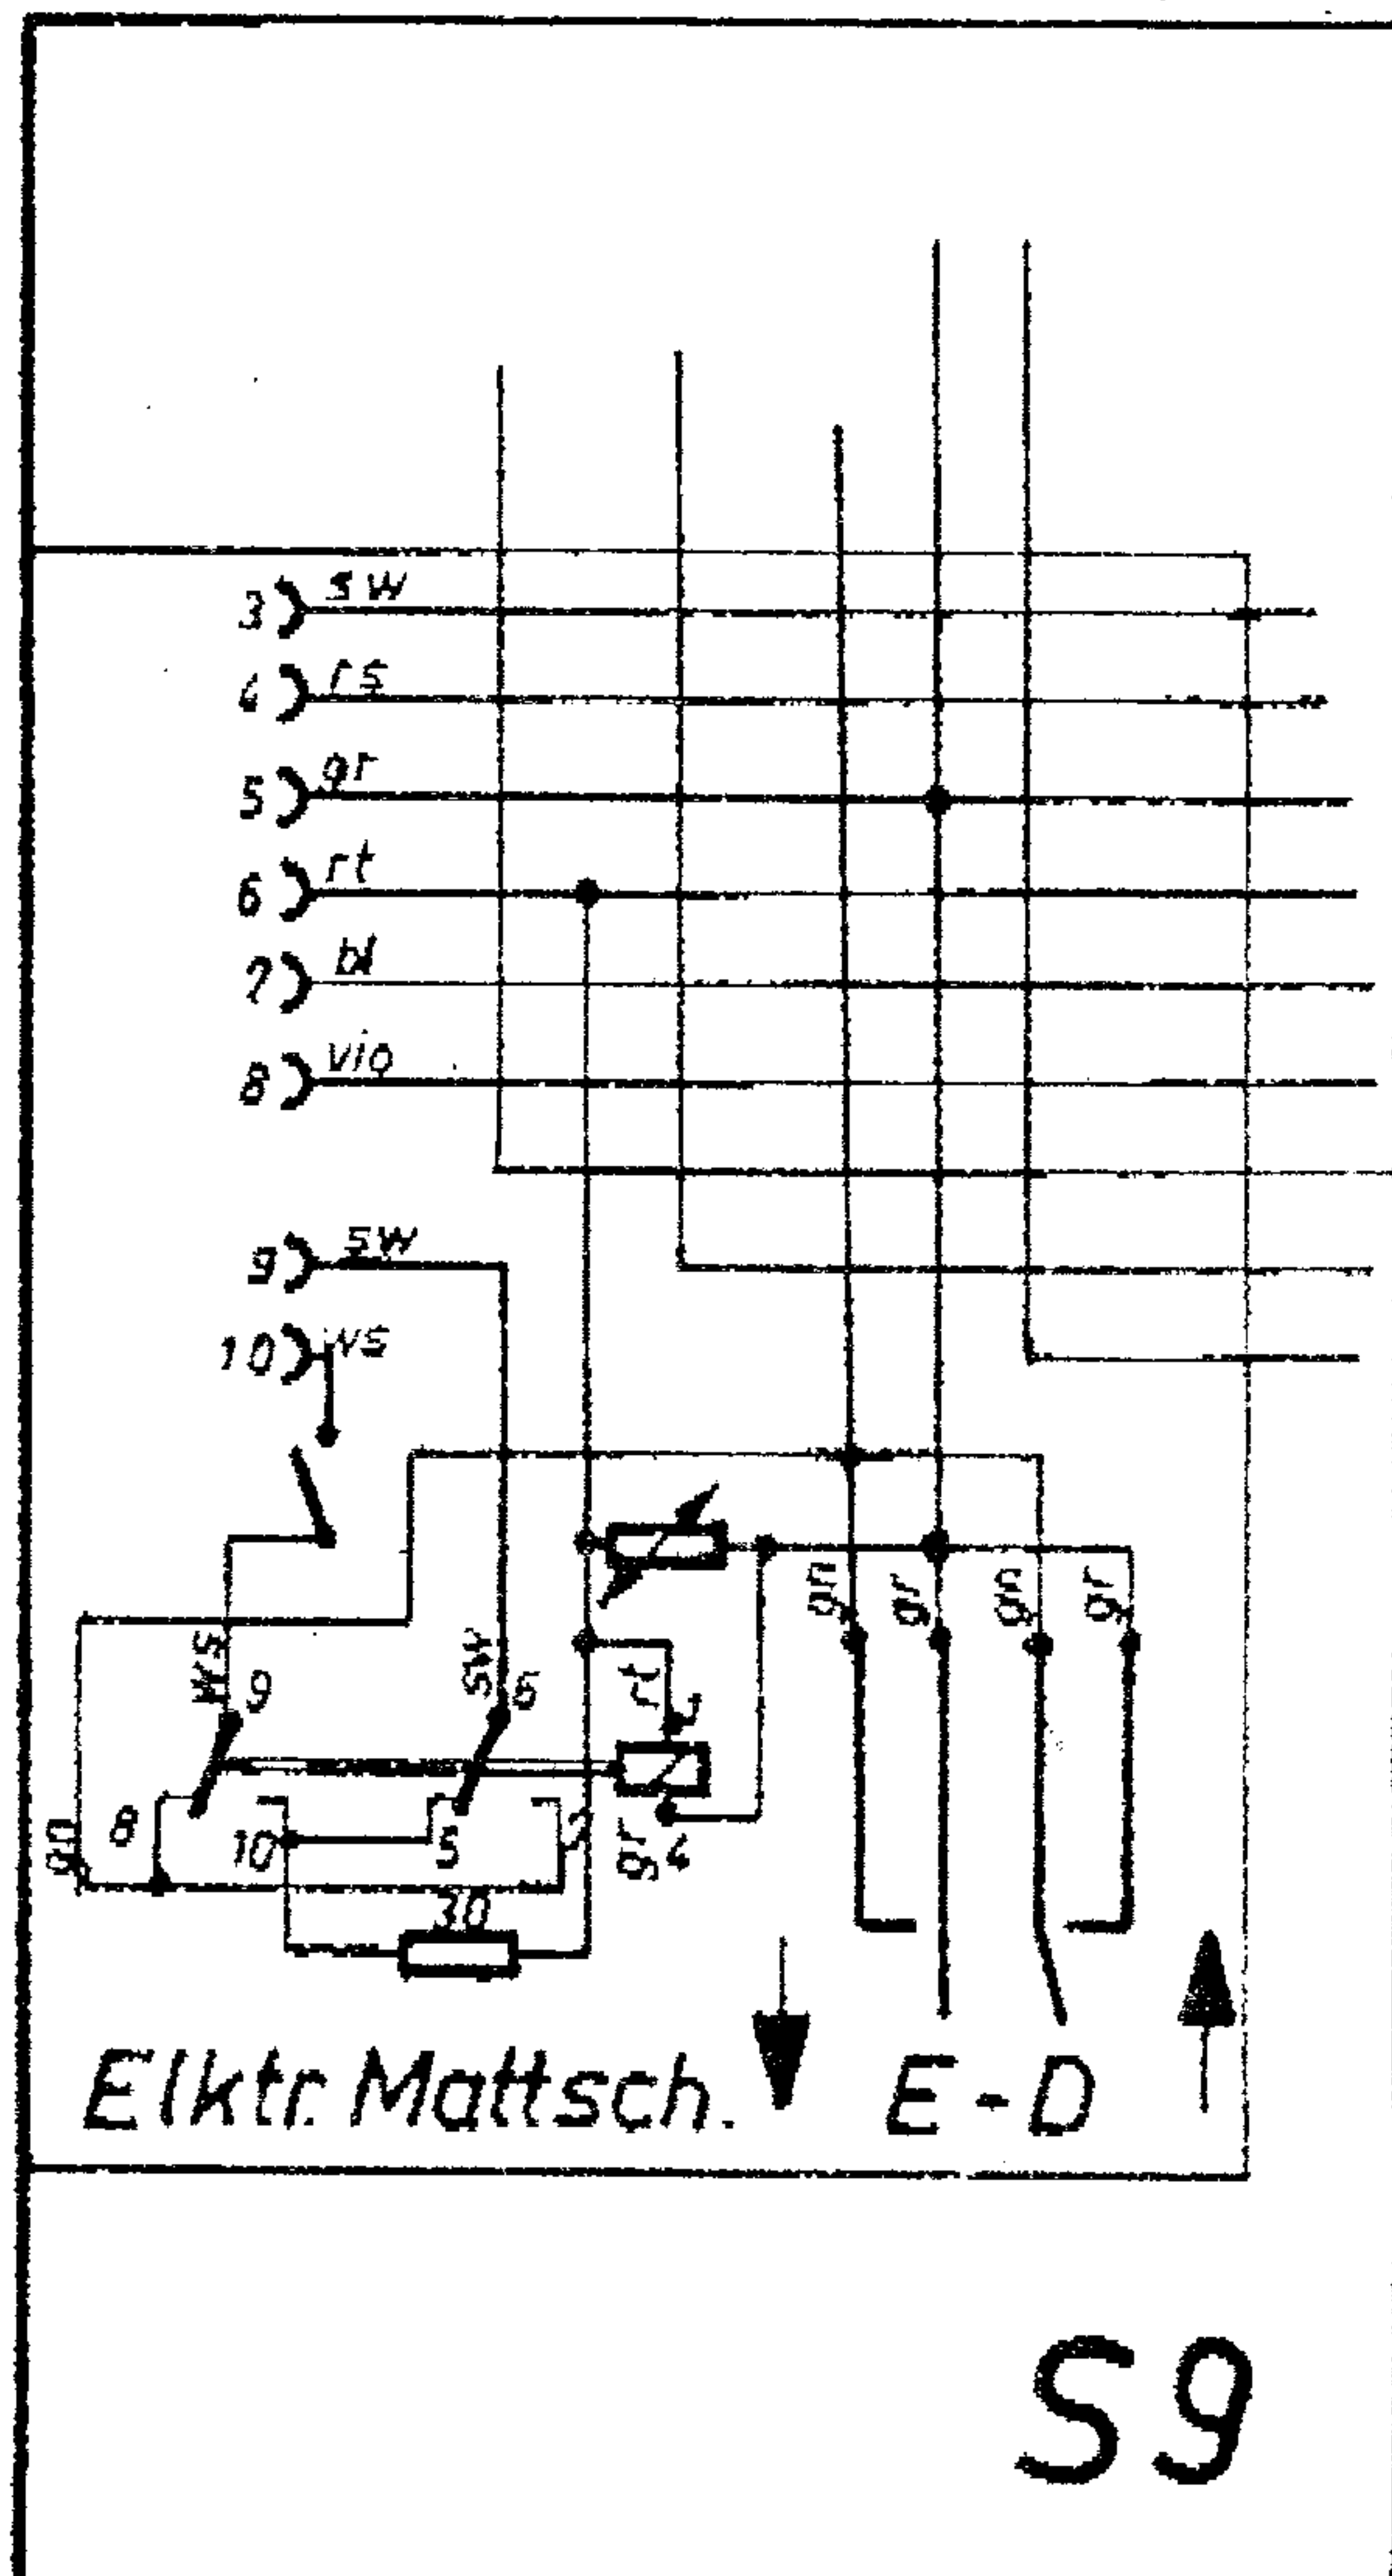 3 sw
4 rs
5 gr
6 rt
7 bl
8 vio
9 sw
10 ws
gn gr gn gr
ws 9 sw 6 rt
8 10 5 gr 4
gn
30
Elktr. Mattsch. E-D
S9